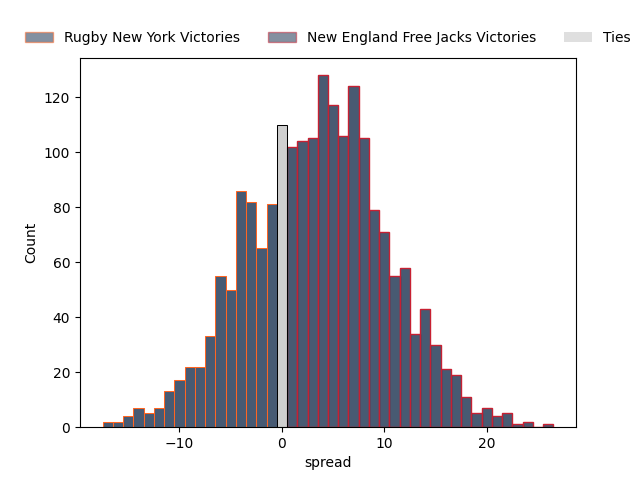 Rugby New York Victories New England Free Jacks Victories Ties
120
100
80
60
40
20
0
Count
−10 0 10 20
spread